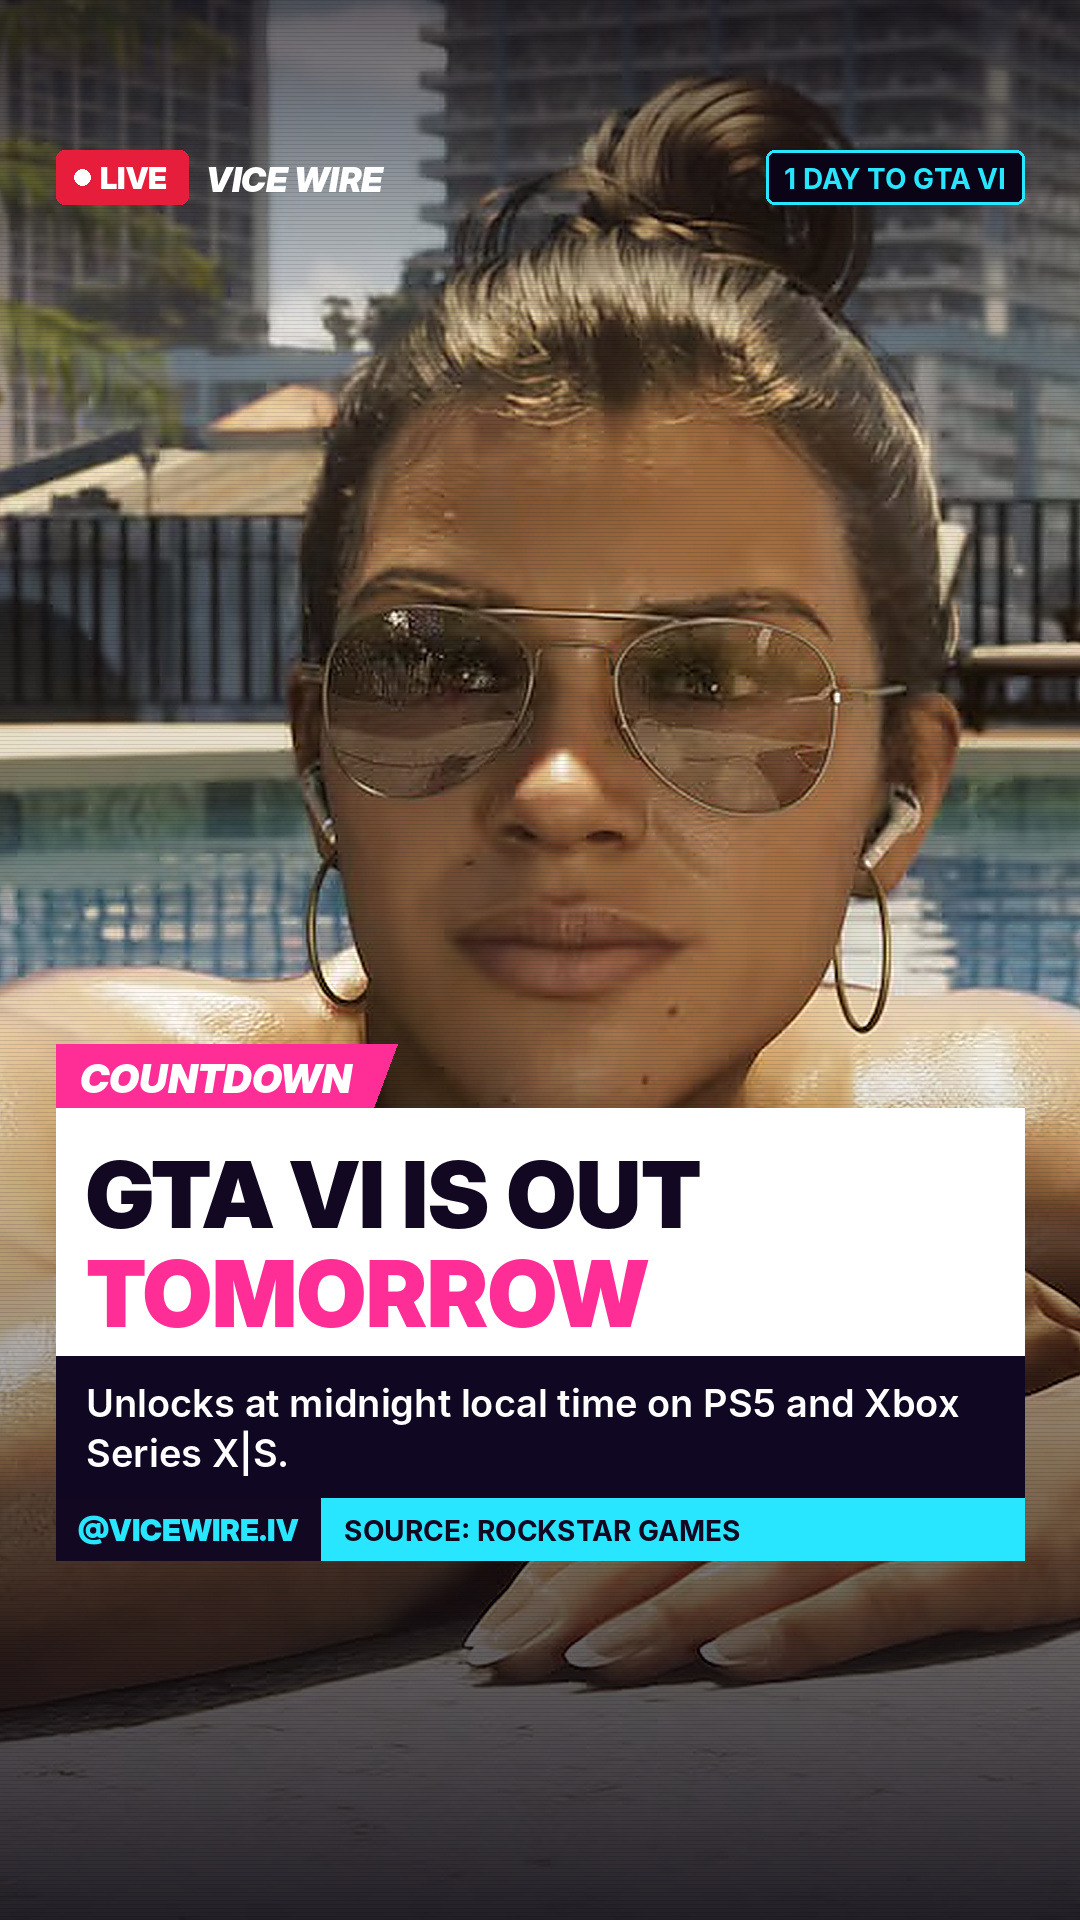 LIVE VICE WIRE
1 DAY TO GTA VI
COUNTDOWN
GTA VI IS OUT
TOMORROW
Unlocks at midnight local time on PS5 and Xbox
Series X|S.
@VICEWIRE.IV
SOURCE: ROCKSTAR GAMES